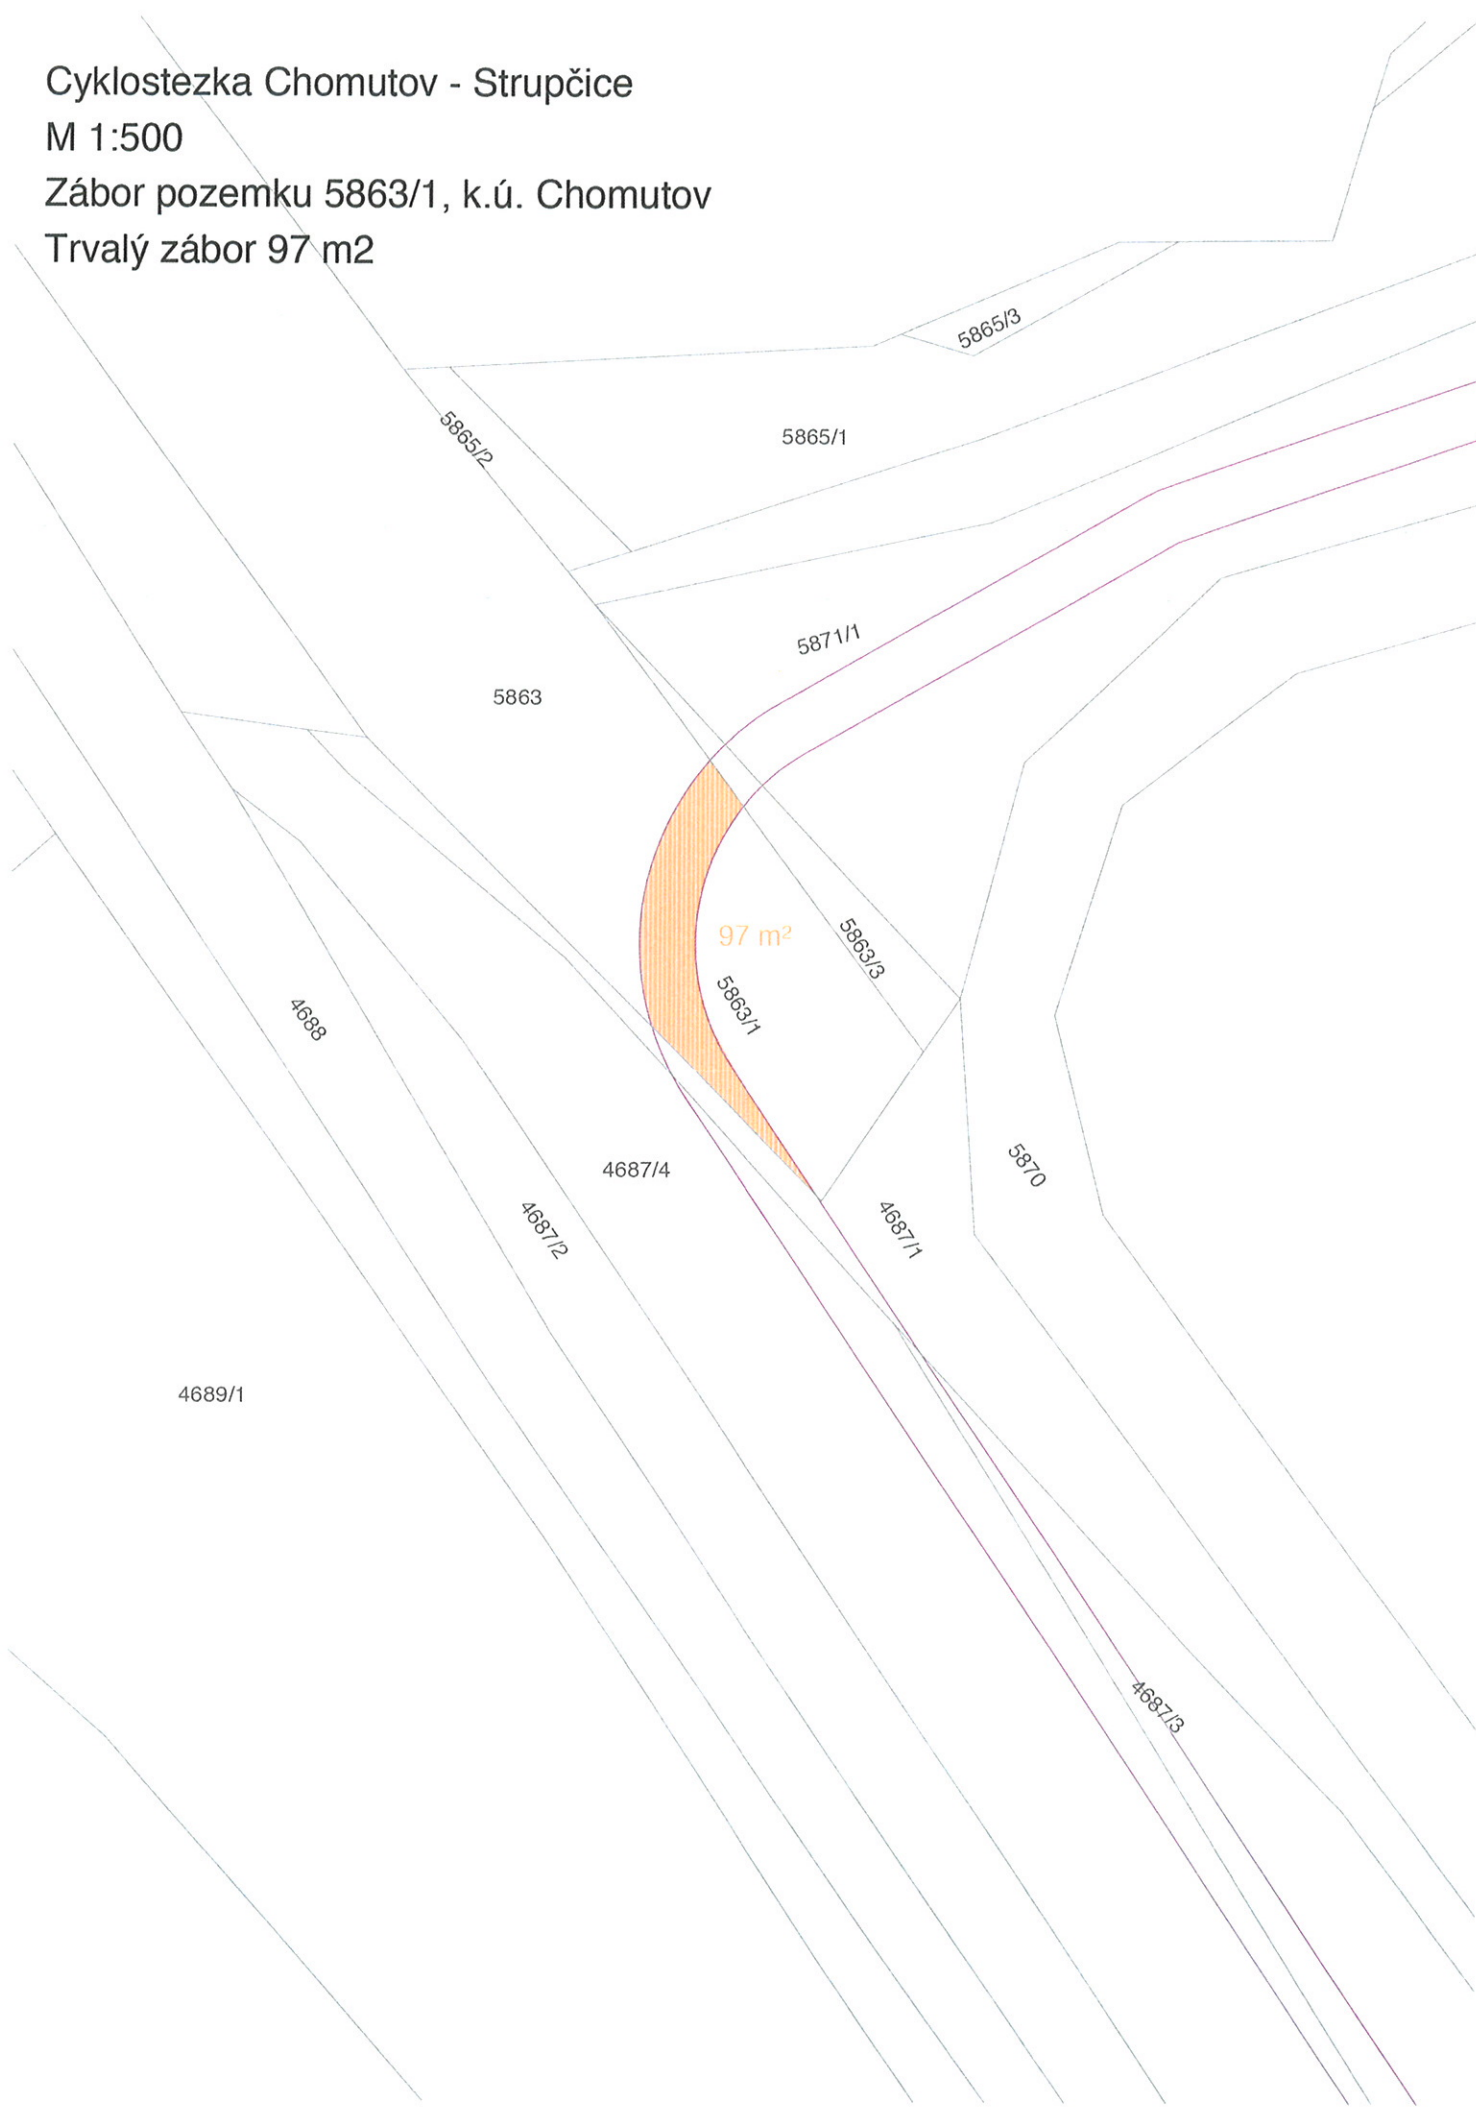 Cyklostezka Chomutov - Strupčice
M 1:500
Zábor pozemku 5863/1, k.ú. Chomutov
Trvalý zábor 97 m2
5865/3
5865/2
5865/1
5871/1
5863
97 m²
5863/3
5863/1
4688
4687/4
5870
4687/2
4687/1
4689/1
4687/3